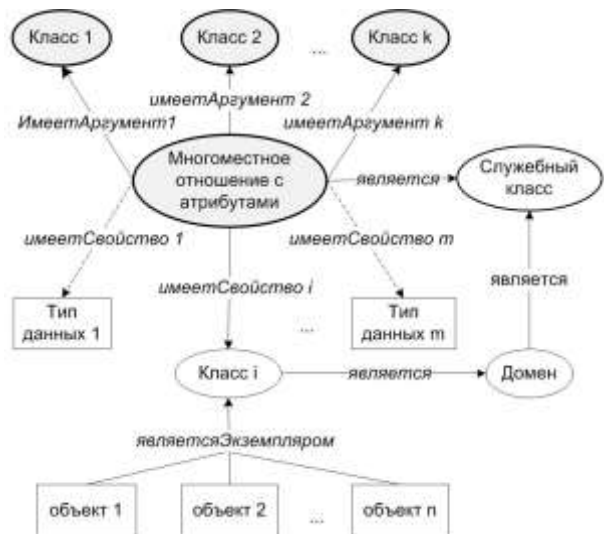 Класс 1
Класс 2
...
Класс k
имеетАргумент 2
ИмеетАргумент1
имеетАргумент k
Многоместное
отношение с
атрибутами
является
Служебный
класс
имеетСвойство 1
имеетСвойство m
имеетСвойство i
является
Тип
данных 1
...
Тип
данных m
Класс i
является
Домен
являетсяЭкземпляром
объект 1
объект 2
...
объект n